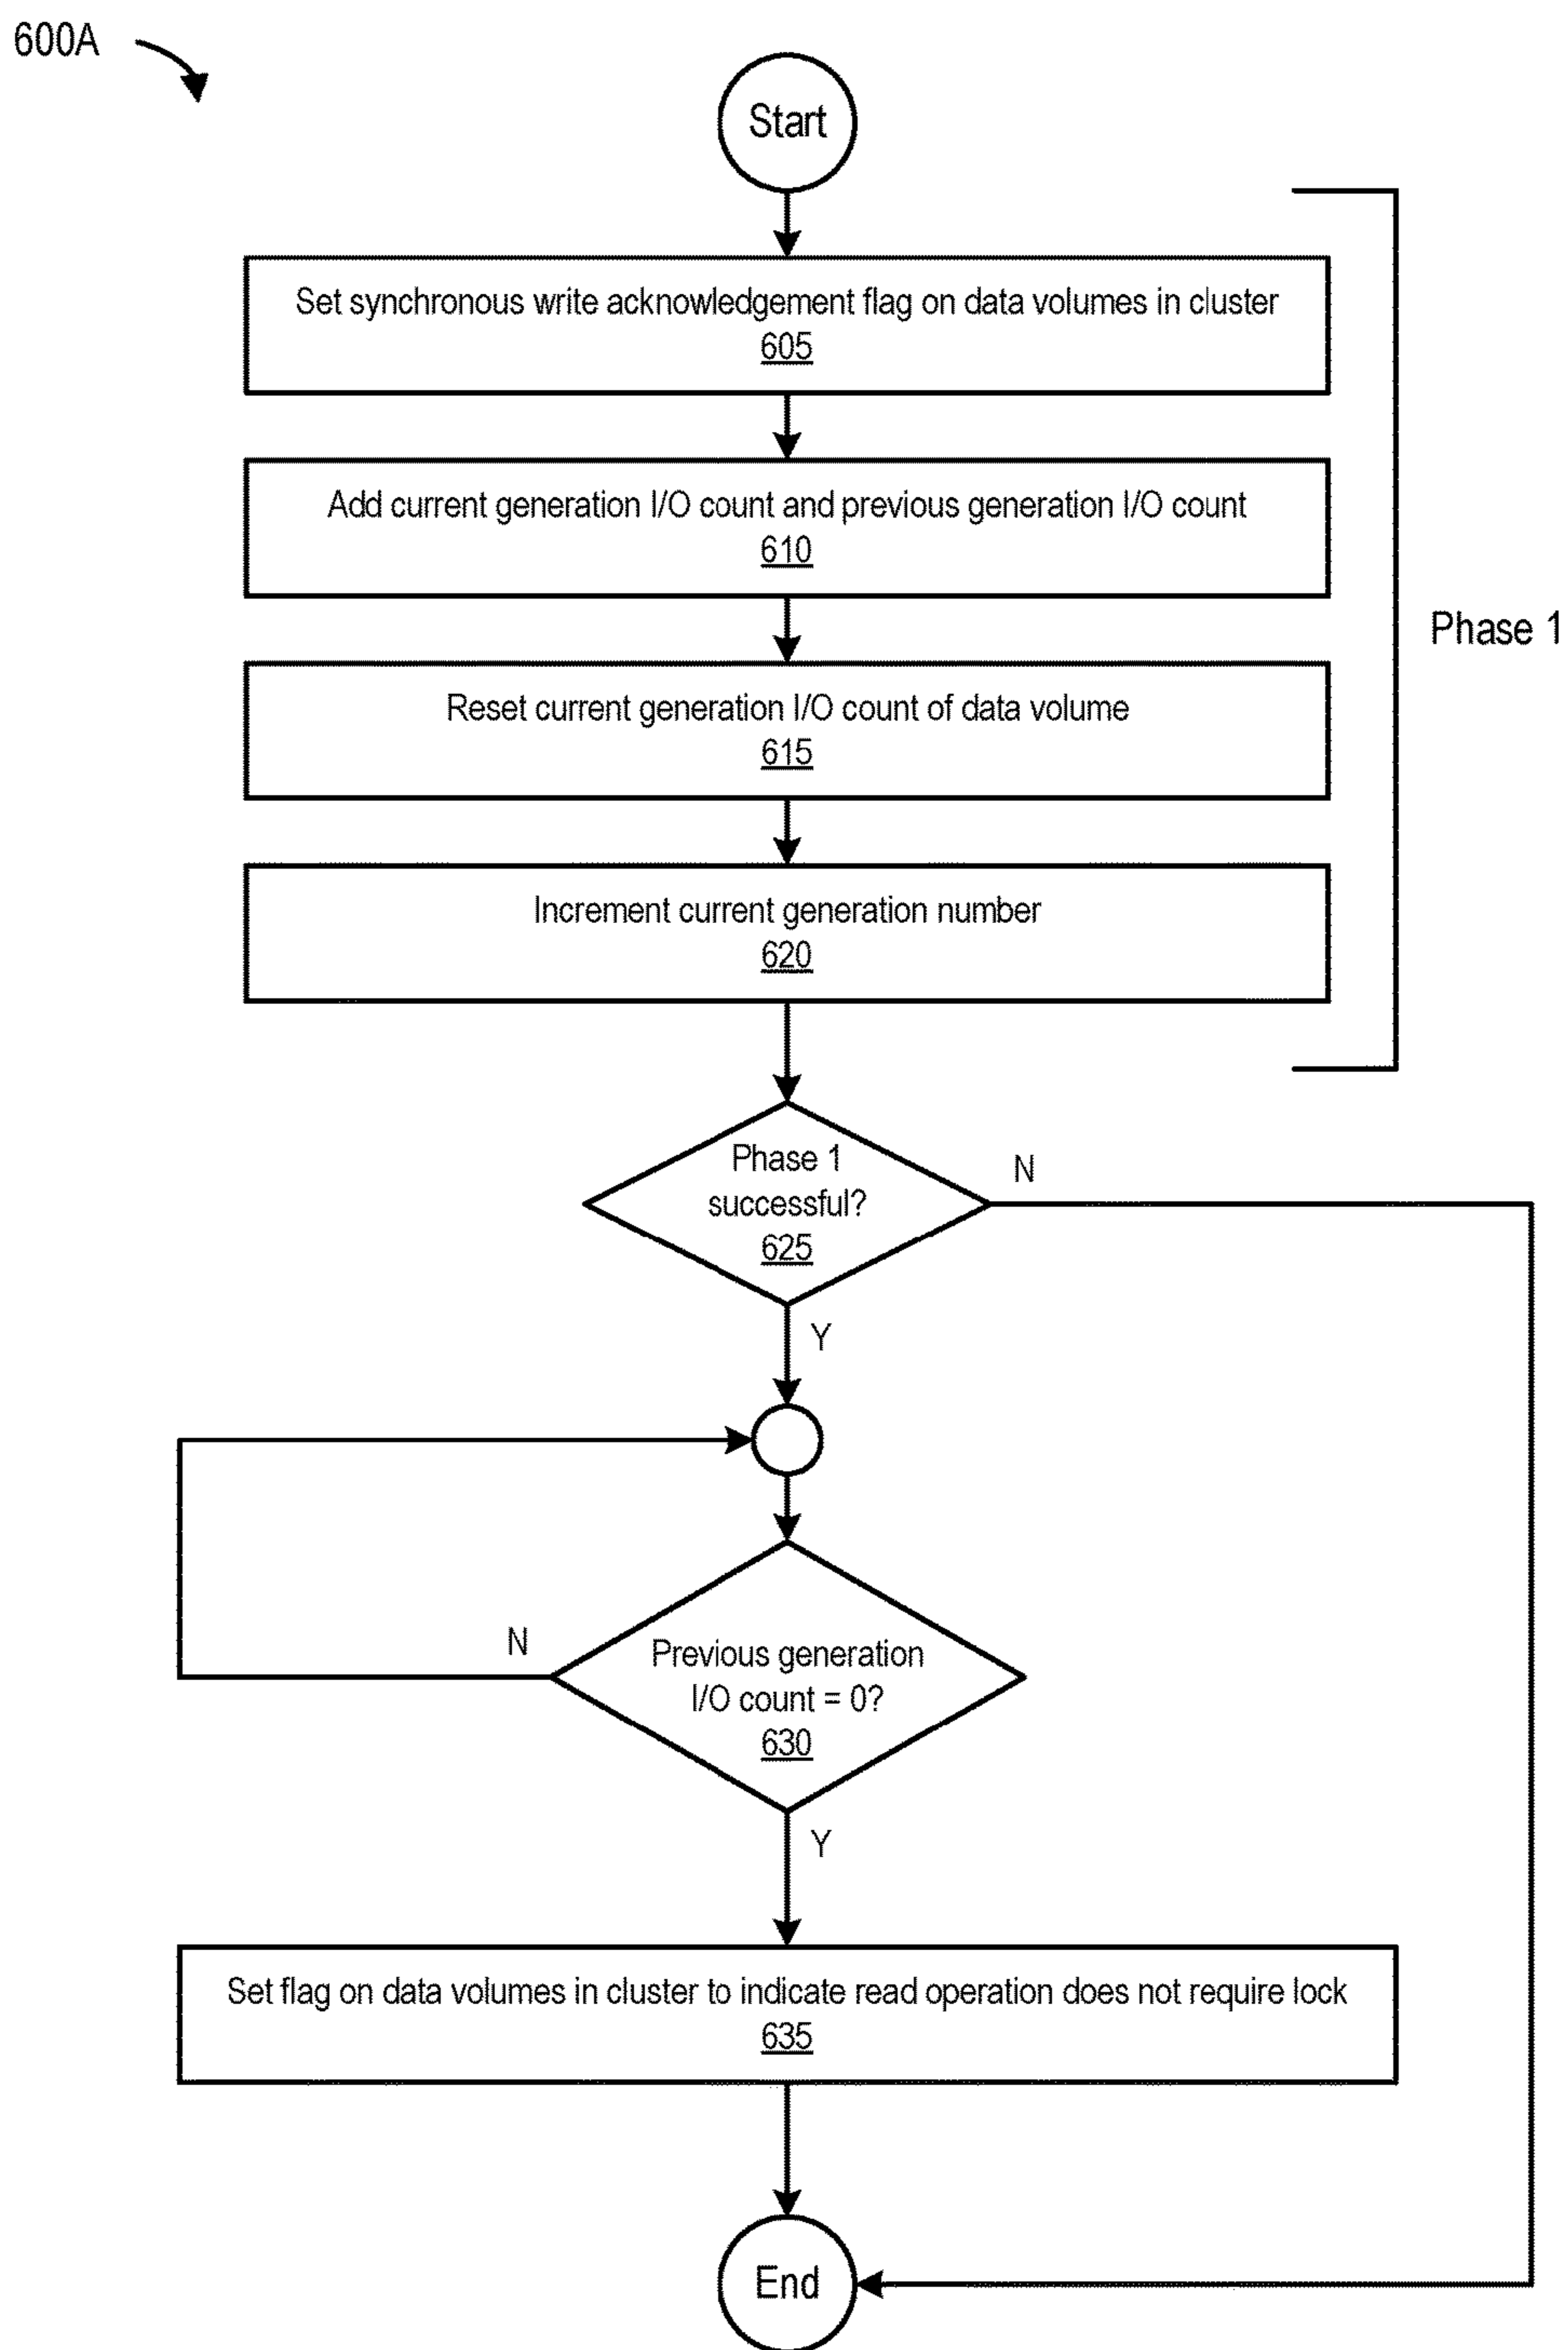 600A
Start
Set synchronous write acknowledgement flag on data volumes in cluster
605
Add current generation I/O count and previous generation I/O count
610
Phase 1
Reset current generation I/O count of data volume
615
Increment current generation number
620
Phase 1
successful?
625
N
Y
N
Previous generation
I/O count = 0?
630
Y
Set flag on data volumes in cluster to indicate read operation does not require lock
635
End